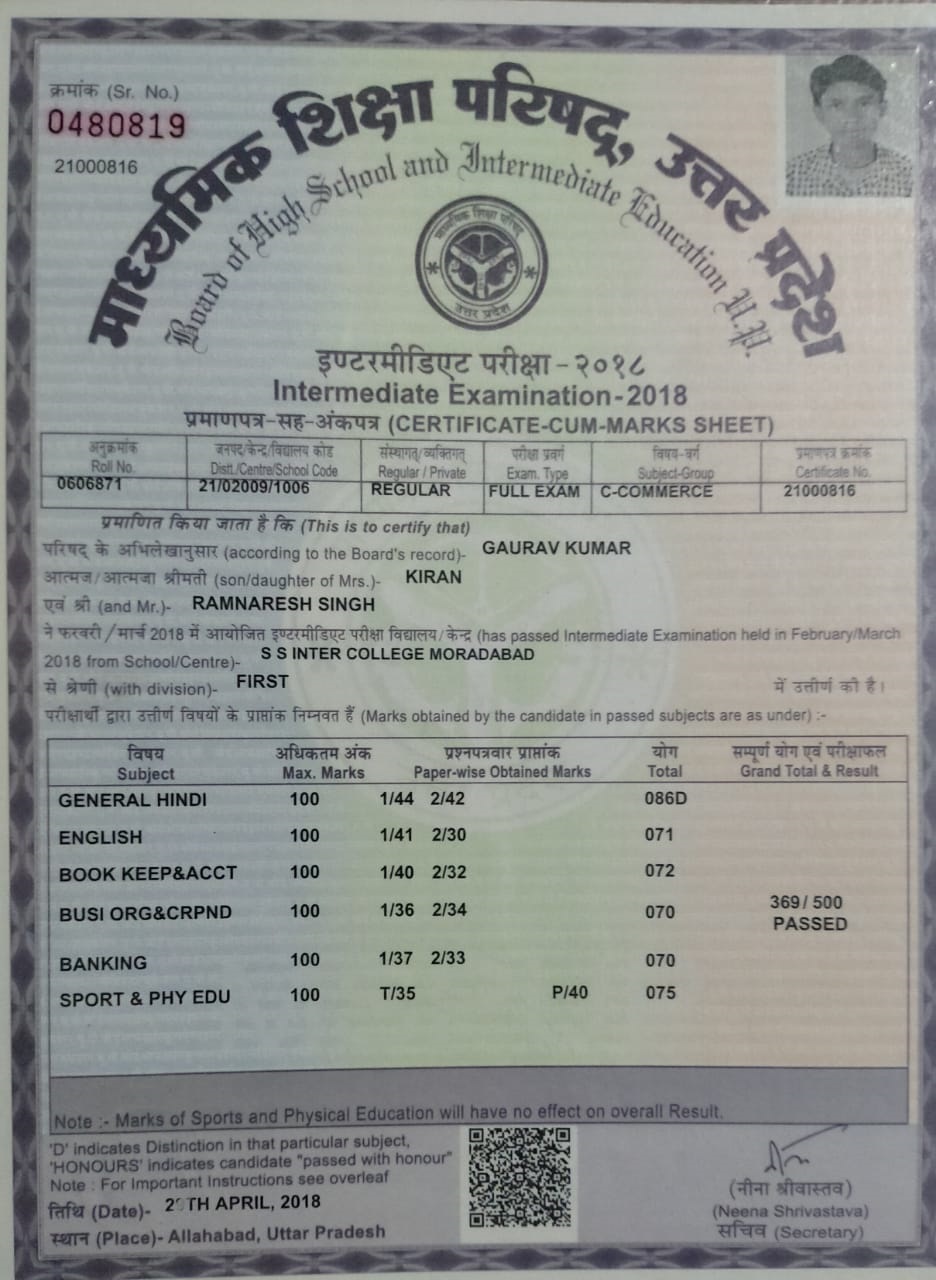 क्रमांक (Sr. No.)
0480819
21000816
माध्यमिक शिक्षा परिषद्, उत्तर प्रदेश
Board of High School and Intermediate Education U.P.
माध्यमिक शिक्षा परिषद्
उत्तर प्रदेश
इण्टरमीडिएट परीक्षा - २०१८
Intermediate Examination-2018
प्रमाणपत्र-सह-अंकपत्र (CERTIFICATE-CUM-MARKS SHEET)
अनुक्रमांक जनपद/केन्द्र/विद्यालय कोड संस्थागत/व्यक्तिगत परीक्षा प्रवर्ग विषय-वर्ग प्रमाणपत्र क्रमांक
Roll No. Distt./Centre/School Code Regular / Private Exam. Type Subject-Group Certificate No.
0606871 21/02009/1006 REGULAR FULL EXAM C-COMMERCE 21000816
प्रमाणित किया जाता है कि (This is to certify that)
परिषद के अभिलेखानुसार (according to the Board's record)- GAURAV KUMAR
आत्मज/आत्मजा श्रीमती (son/daughter of Mrs.)- KIRAN
एवं श्री (and Mr.)- RAMNARESH SINGH
ने फरवरी/मार्च 2018 में आयोजित इण्टरमीडिएट परीक्षा विद्यालय/केन्द्र (has passed Intermediate Examination held in February/March
2018 from School/Centre)- S S INTER COLLEGE MORADABAD
से श्रेणी (with division)- FIRST में उत्तीर्ण की है।
परीक्षार्थी द्वारा उत्तीर्ण विषयों के प्राप्तांक निम्नवत हैं (Marks obtained by the candidate in passed subjects are as under) :-
विषय अधिकतम अंक प्रश्नपत्रवार प्राप्तांक योग सम्पूर्ण योग एवं परीक्षाफल
Subject Max. Marks Paper-wise Obtained Marks Total Grand Total & Result
GENERAL HINDI 100 1/44 2/42 086D
ENGLISH 100 1/41 2/30 071
BOOK KEEP&ACCT 100 1/40 2/32 072
BUSI ORG&CRPND 100 1/36 2/34 070 369/ 500
PASSED
BANKING 100 1/37 2/33 070
SPORT & PHY EDU 100 T/35 P/40 075
Note :- Marks of Sports and Physical Education will have no effect on overall Result.
'D' indicates Distinction in that particular subject,
'HONOURS' indicates candidate "passed with honour"
Note : For Important Instructions see overleaf
तिथि (Date)- APRIL, 2018
स्थान (Place)- Allahabad, Uttar Pradesh
(नीना श्रीवास्तव)
(Neena Shrivastava)
सचिव (Secretary)